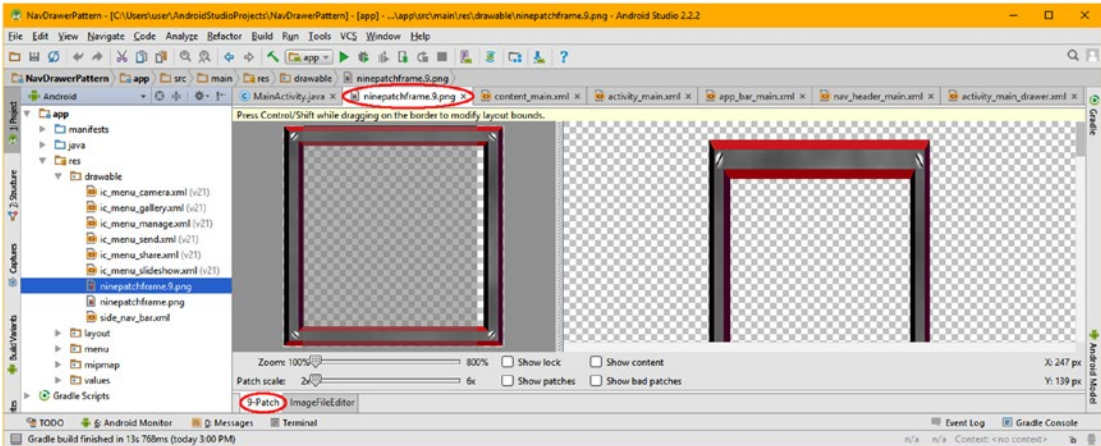 NavDrawerPattern - [C:\Users\user\AndroidStudioProjects\NavDrawerPattern] - [app] - ...\app\src\main\res\drawable\ninepatchframe.9.png - Android Studio 2.2.2
File Edit View Navigate Code Analyze Refactor Build Run Tools VCS Window Help
app
NavDrawerPattern app src main res drawable ninepatchframe.9.png
Android
MainActivity.java ninepatchframe.9.png content_main.xml activity_main.xml app_bar_main.xml nav_header_main.xml activity_main_drawer.xml
Press Control/Shift while dragging on the border to modify layout bounds.
1: Project
2: Structure
Captures
Build Variants
app
manifests
java
res
drawable
ic_menu_camera.xml (v21)
ic_menu_gallery.xml (v21)
ic_menu_manage.xml (v21)
ic_menu_send.xml (v21)
ic_menu_share.xml (v21)
ic_menu_slideshow.xml (v21)
ninepatchframe.9.png
ninepatchframe.png
side_nav_bar.xml
layout
menu
mipmap
values
Gradle Scripts
Gradle
Android Model
Zoom: 100% 800% Show lock Show content X: 247 px
Patch scale: 2x 6x Show patches Show bad patches Y: 139 px
9-Patch ImageFileEditor
TODO 6: Android Monitor 0: Messages Terminal Event Log Gradle Console
Gradle build finished in 13s 768ms (today 3:00 PM) n/a n/a Context: <no context>